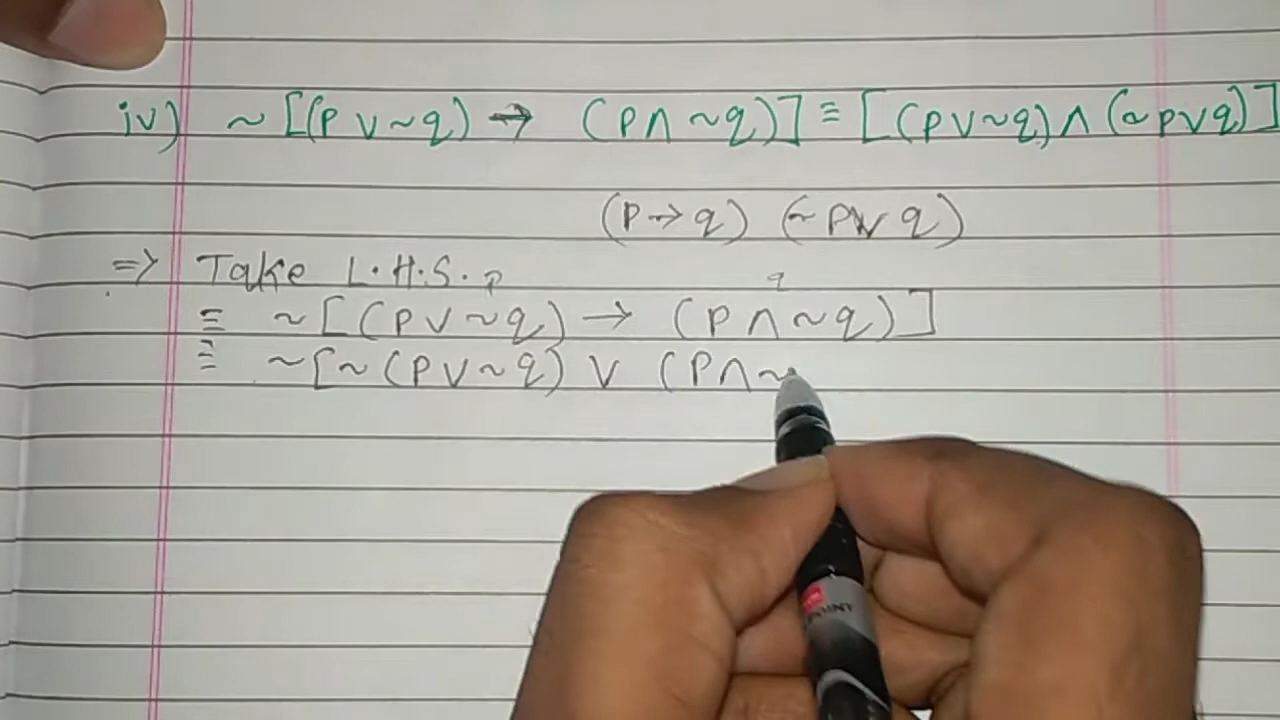 iv) ~[(p∨~q) → (p∧~q)] ≡ [(p∨~q)∧(~p∨q)]
(p→q) (~p∨q)
=> Take L.H.S. p q
≡ ~[(p∨~q) → (p∧~q)]
≡ ~[~(p∨~q) ∨ (p∧~